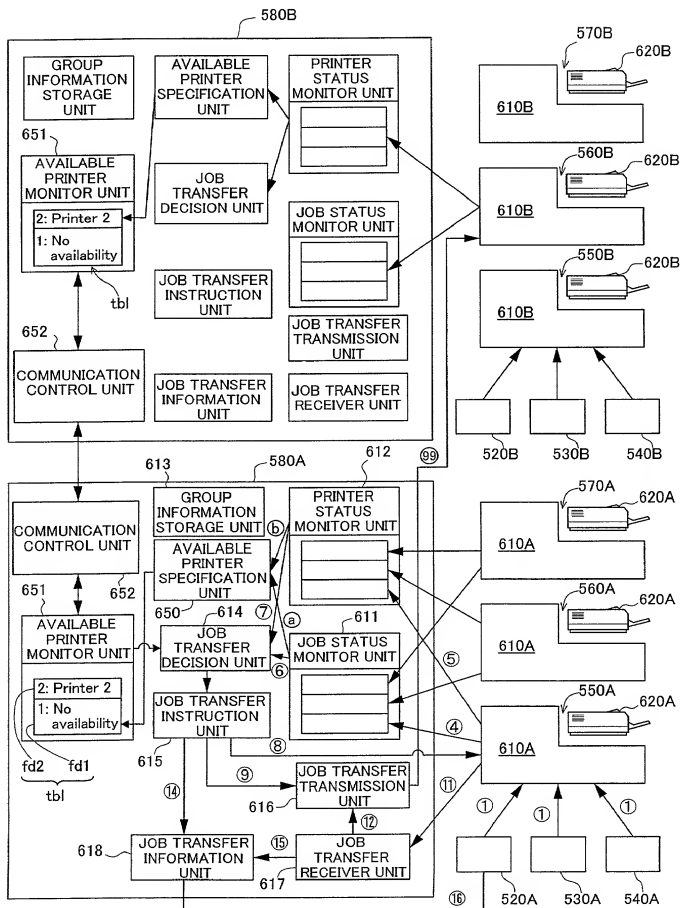 580B
GROUP
INFORMATION
STORAGE
UNIT
AVAILABLE
PRINTER
SPECIFICATION
UNIT
PRINTER
STATUS
MONITOR UNIT
651
AVAILABLE
PRINTER
MONITOR UNIT
2: Printer 2
1: No
availability
tbl
JOB
TRANSFER
DECISION UNIT
JOB STATUS
MONITOR UNIT
JOB TRANSFER
INSTRUCTION
UNIT
JOB TRANSFER
TRANSMISSION
UNIT
652
COMMUNICATION
CONTROL UNIT
JOB TRANSFER
INFORMATION
UNIT
JOB TRANSFER
RECEIVER UNIT
570B
620B
610B
560B
620B
610B
550B
620B
610B
520B
530B
540B
99
580A
613
612
GROUP
INFORMATION
STORAGE UNIT
PRINTER
STATUS
MONITOR UNIT
COMMUNICATION
CONTROL UNIT
652
AVAILABLE
PRINTER
SPECIFICATION
UNIT
650
b
7
a
614
611
651
AVAILABLE
PRINTER
MONITOR UNIT
2: Printer 2
1: No
availability
fd2
fd1
tbl
JOB
TRANSFER
DECISION UNIT
6
JOB STATUS
MONITOR UNIT
JOB TRANSFER
INSTRUCTION
UNIT
615
8
9
14
JOB TRANSFER
TRANSMISSION
UNIT
616
12
15
JOB TRANSFER
INFORMATION
UNIT
618
JOB
TRANSFER
RECEIVER UNIT
617
570A
620A
610A
560A
620A
610A
5
4
550A
620A
610A
11
1
1
1
16
520A
530A
540A